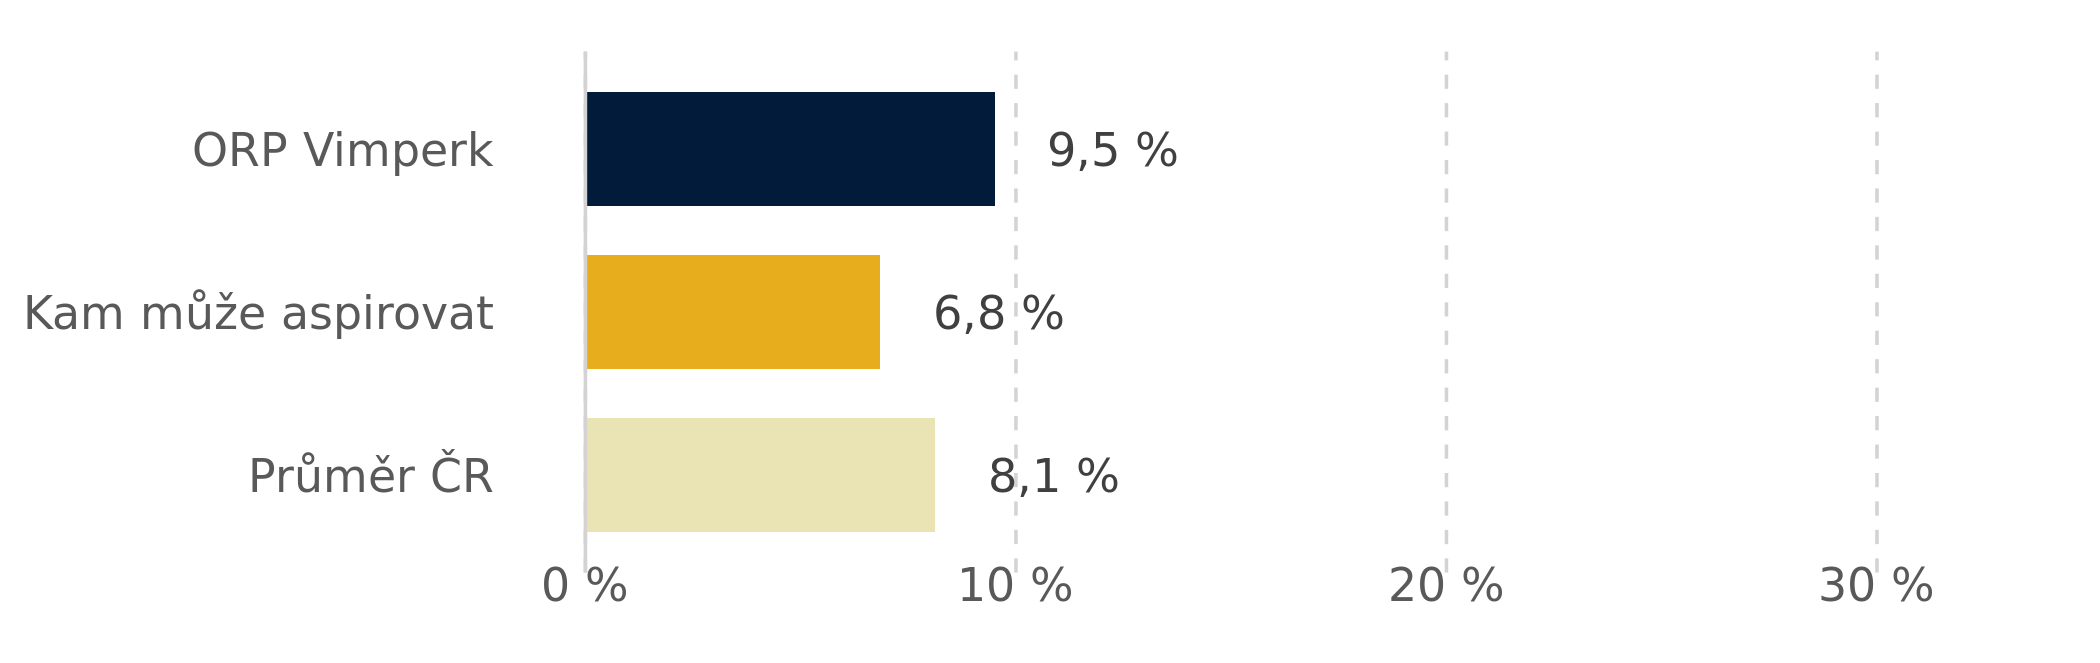 ORP Vimperk 9,5 %
Kam může aspirovat 6,8 %
Průměr ČR 8,1 %
0 % 10 % 20 % 30 %